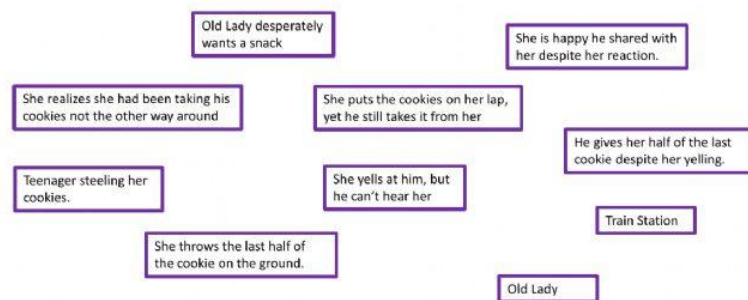 Old Lady desperately
wants a snack
She is happy he shared with
her despite her reaction.
She realizes she had been taking his
cookies not the other way around
She puts the cookies on her lap,
yet he still takes it from her
He gives her half of the last
cookie despite her yelling.
Teenager steeling her
cookies.
She yells at him, but
he can't hear her
Train Station
She throws the last half of
the cookie on the ground.
Old Lady